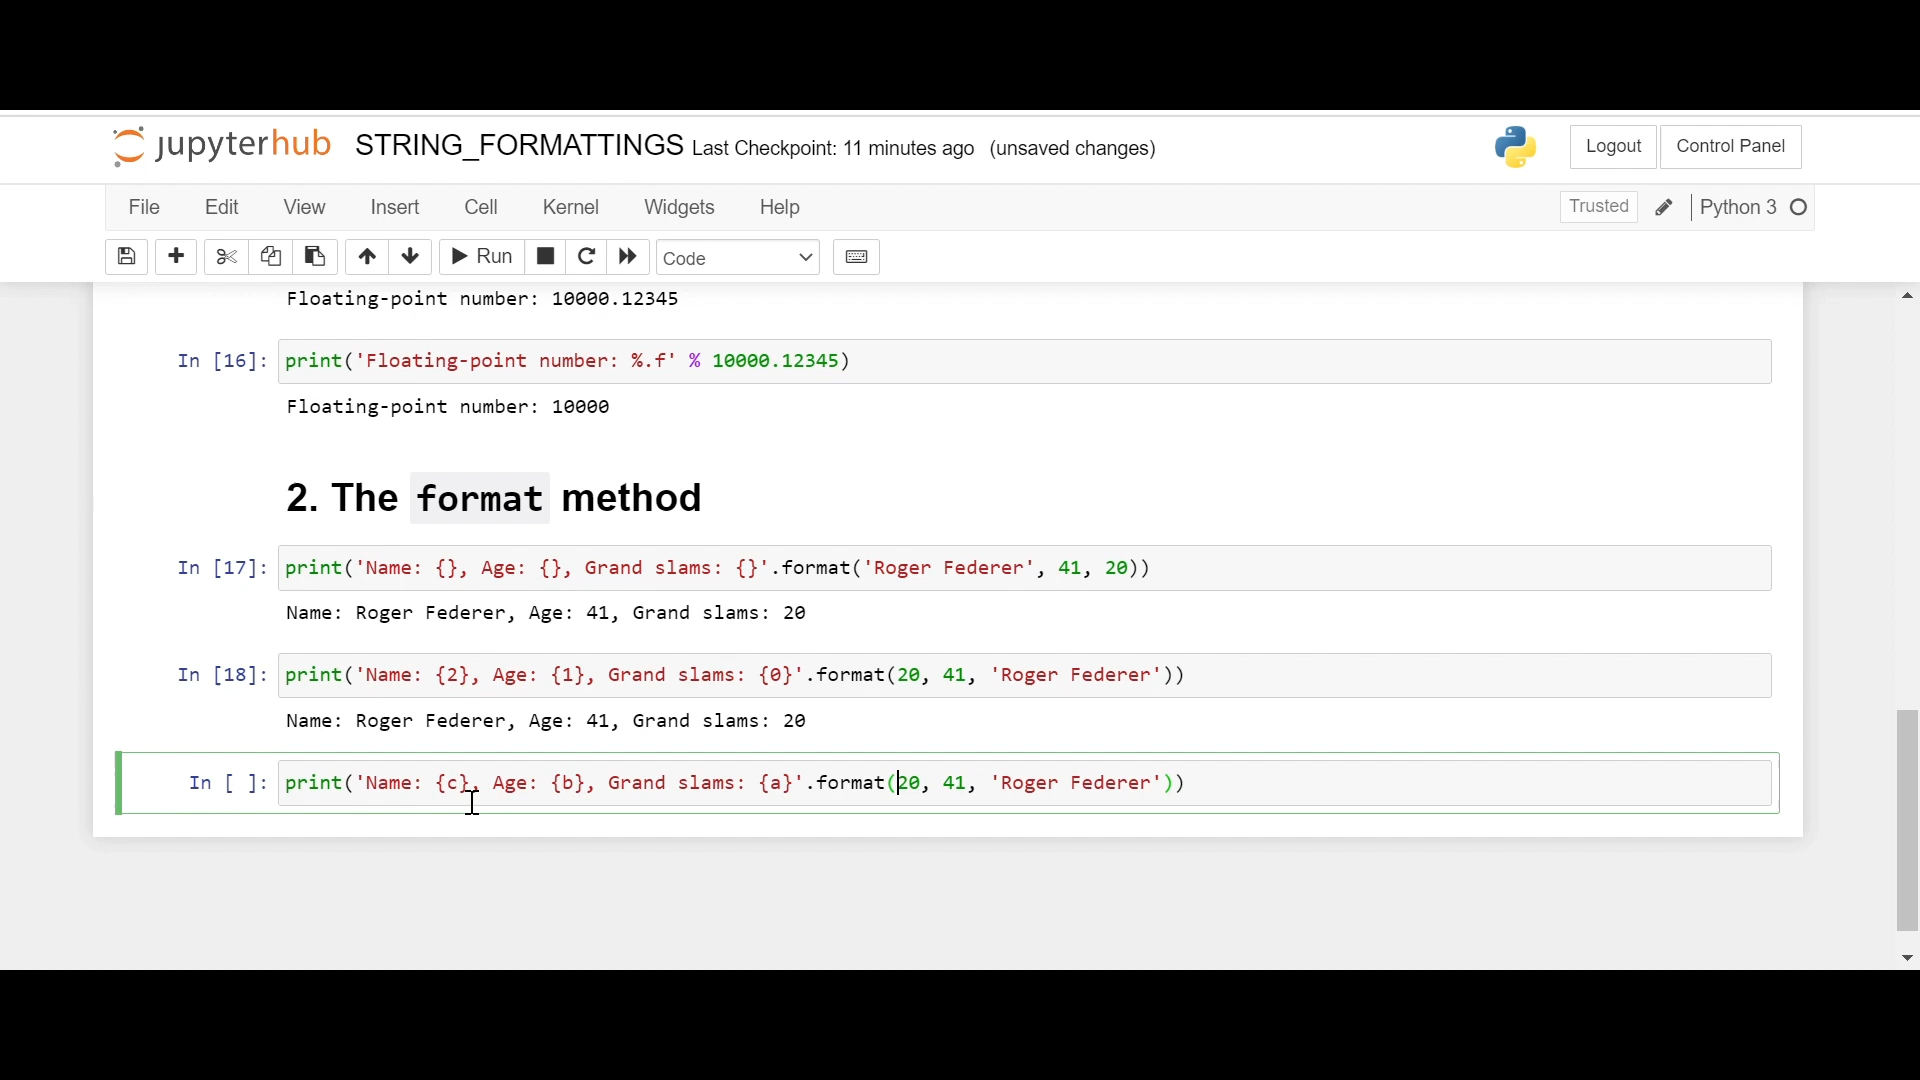 jupyterhub STRING_FORMATTINGS Last Checkpoint: 11 minutes ago (unsaved changes) Logout Control Panel
File Edit View Insert Cell Kernel Widgets Help Trusted Python 3
Run Code
Floating-point number: 10000.12345
In [16]: print('Floating-point number: %.f' % 10000.12345)
Floating-point number: 10000
2. The format method
In [17]: print('Name: {}, Age: {}, Grand slams: {}'.format('Roger Federer', 41, 20))
Name: Roger Federer, Age: 41, Grand slams: 20
In [18]: print('Name: {2}, Age: {1}, Grand slams: {0}'.format(20, 41, 'Roger Federer'))
Name: Roger Federer, Age: 41, Grand slams: 20
In [ ]: print('Name: {c}, Age: {b}, Grand slams: {a}'.format(20, 41, 'Roger Federer'))